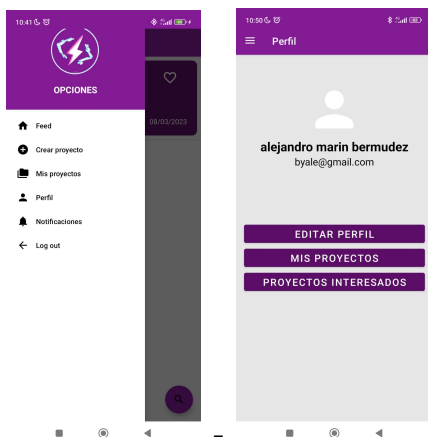 10:41
OPCIONES
Feed
Crear proyecto
Mis proyectos
Perfil
Notificaciones
Log out
08/03/2023
10:50
Perfil
alejandro marin bermudez
byale@gmail.com
EDITAR PERFIL
MIS PROYECTOS
PROYECTOS INTERESADOS